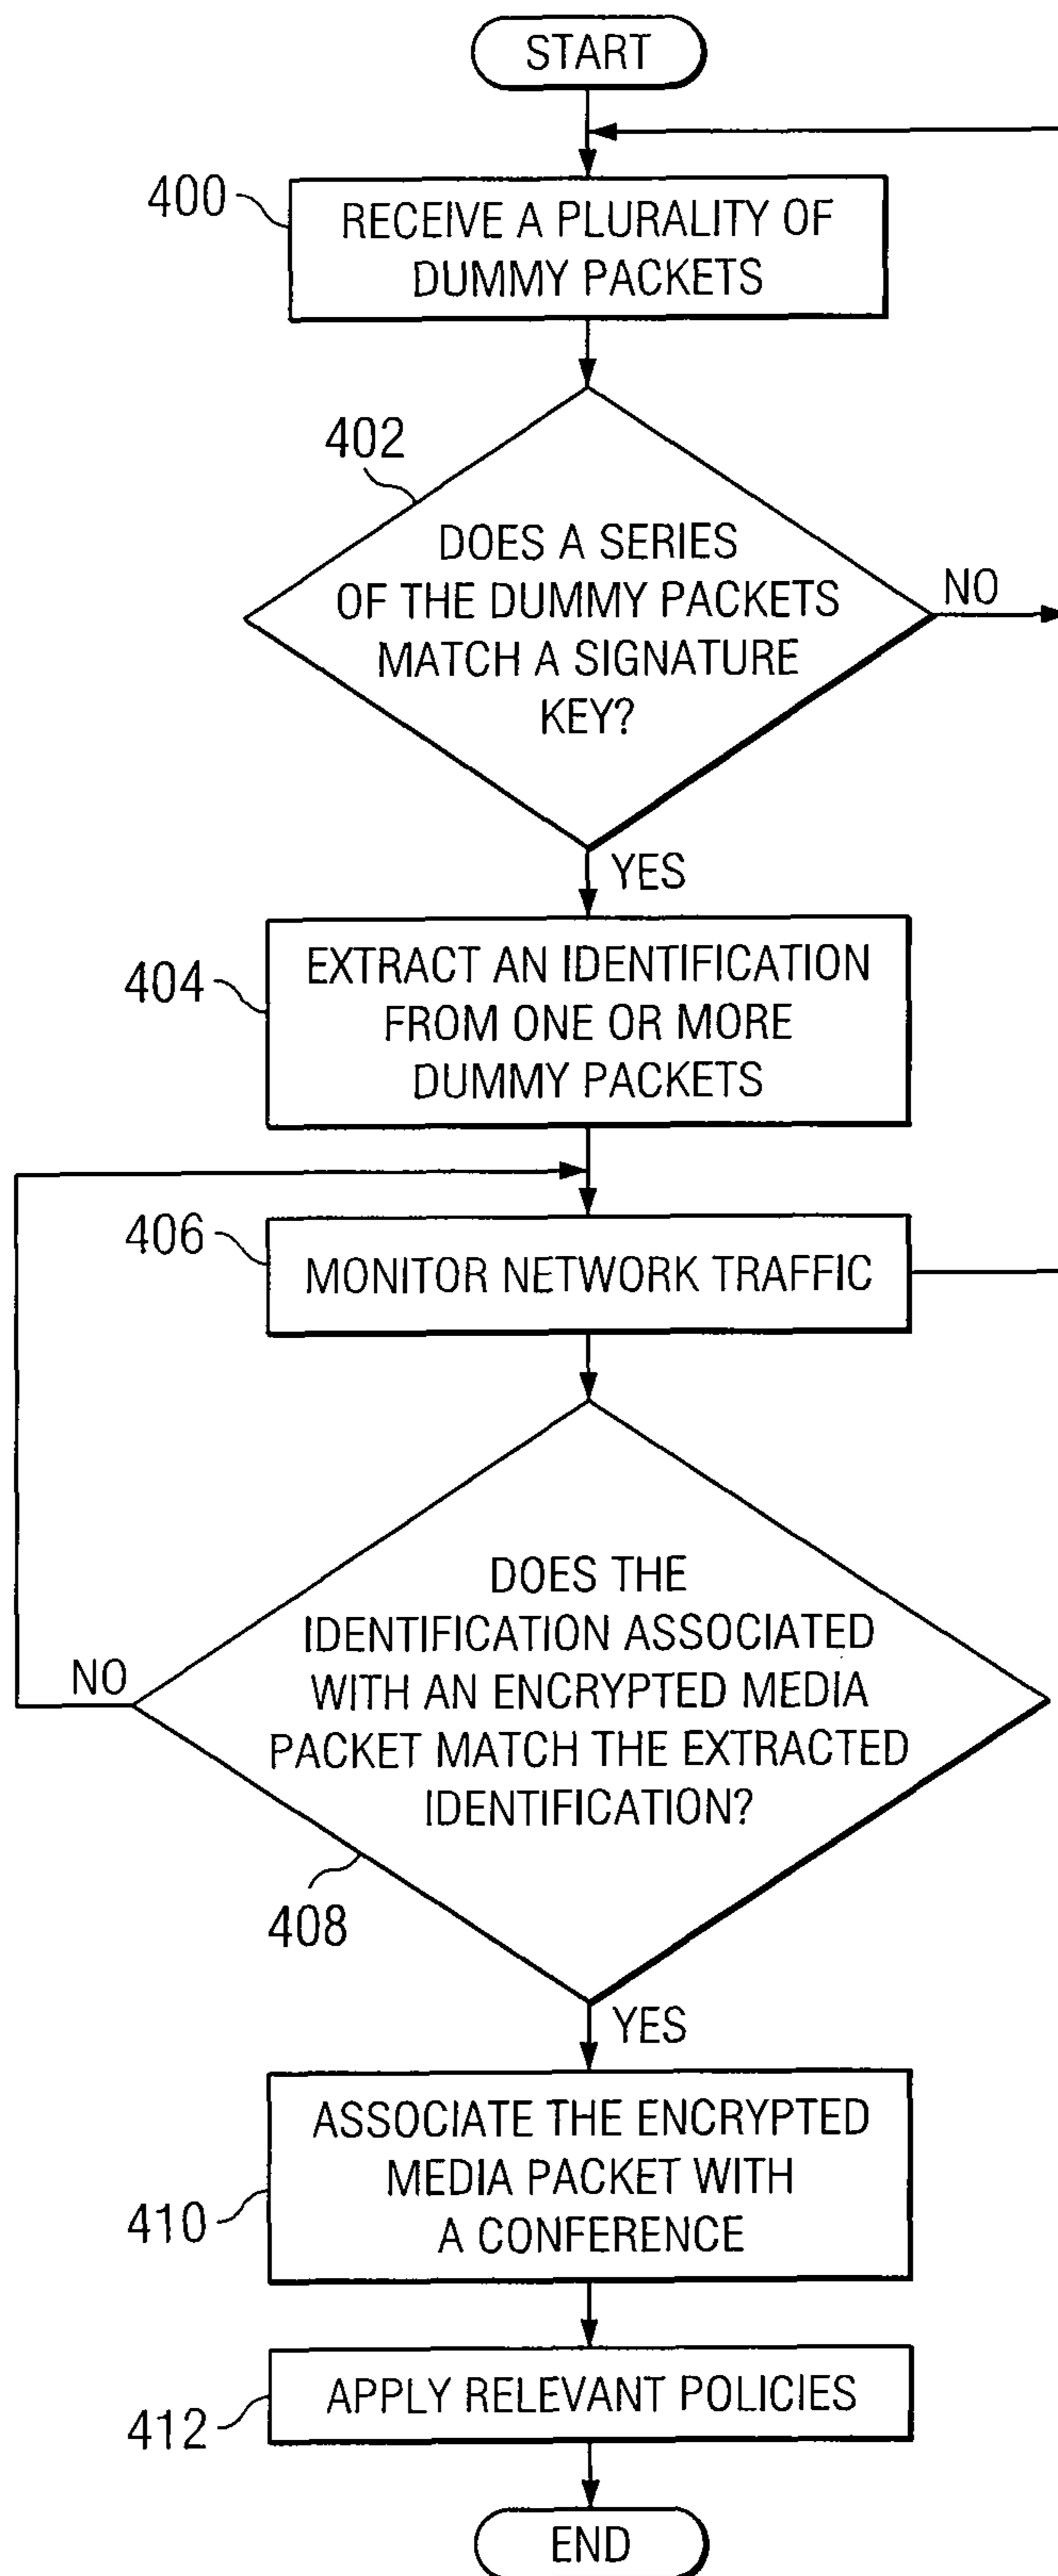 START
400
RECEIVE A PLURALITY OF
DUMMY PACKETS
402
DOES A SERIES
OF THE DUMMY PACKETS
MATCH A SIGNATURE
KEY?
NO
YES
404
EXTRACT AN IDENTIFICATION
FROM ONE OR MORE
DUMMY PACKETS
406
MONITOR NETWORK TRAFFIC
DOES THE
IDENTIFICATION ASSOCIATED
WITH AN ENCRYPTED MEDIA
PACKET MATCH THE EXTRACTED
IDENTIFICATION?
NO
408
YES
ASSOCIATE THE ENCRYPTED
MEDIA PACKET WITH
A CONFERENCE
410
APPLY RELEVANT POLICIES
412
END